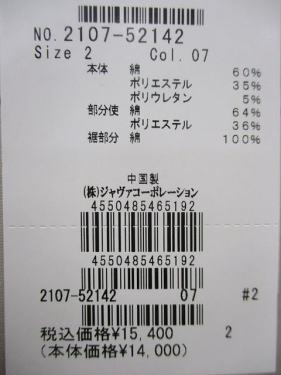 NO. 2107-52142
Size 2 Col. 07
本体 綿 60%
ポリエステル 35%
ポリウレタン 5%
部分使 綿 64%
ポリエステル 36%
裾部分 綿 100%
中国製
(株)ジャヴァコーポレーション
4550485465192
4550485465192
2107-52142 07 #2
税込価格¥15,400 2
(本体価格¥14,000)